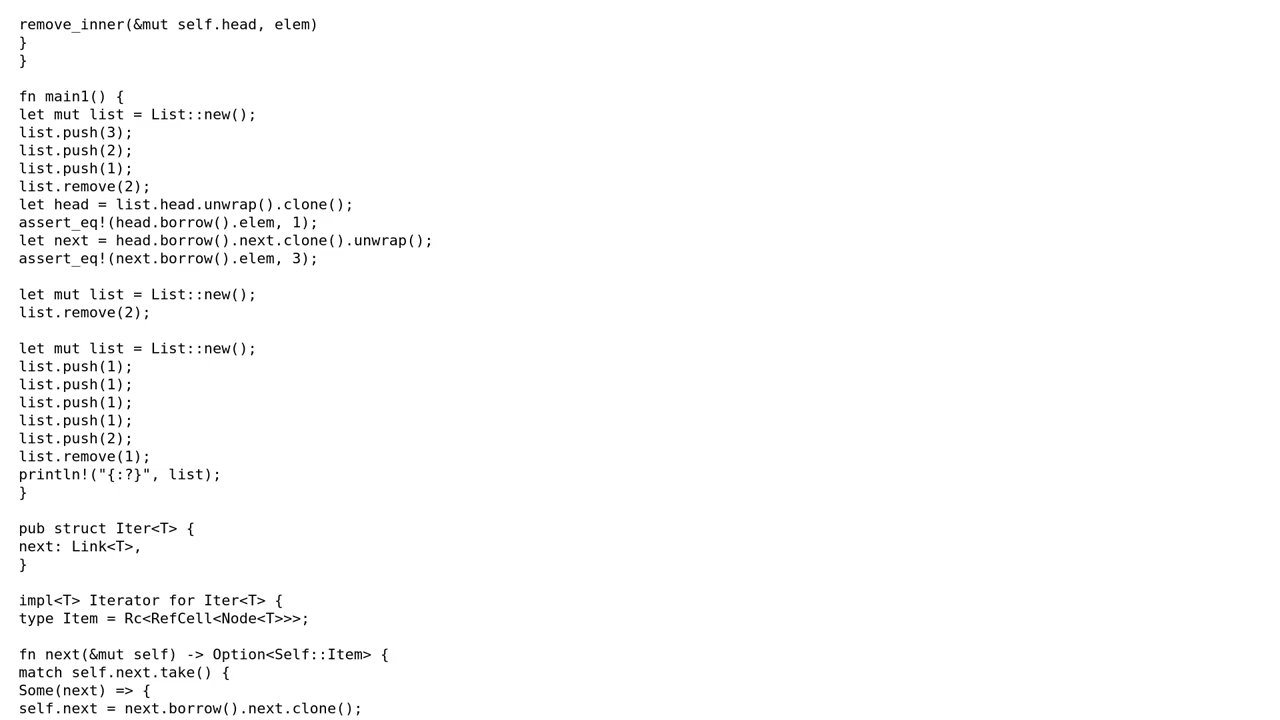 remove_inner(&mut self.head, elem)
}
}

fn main1() {
let mut list = List::new();
list.push(3);
list.push(2);
list.push(1);
list.remove(2);
let head = list.head.unwrap().clone();
assert_eq!(head.borrow().elem, 1);
let next = head.borrow().next.clone().unwrap();
assert_eq!(next.borrow().elem, 3);

let mut list = List::new();
list.remove(2);

let mut list = List::new();
list.push(1);
list.push(1);
list.push(1);
list.push(1);
list.push(2);
list.remove(1);
println!("{:?}", list);
}

pub struct Iter<T> {
next: Link<T>,
}

impl<T> Iterator for Iter<T> {
type Item = Rc<RefCell<Node<T>>>;

fn next(&mut self) -> Option<Self::Item> {
match self.next.take() {
Some(next) => {
self.next = next.borrow().next.clone();